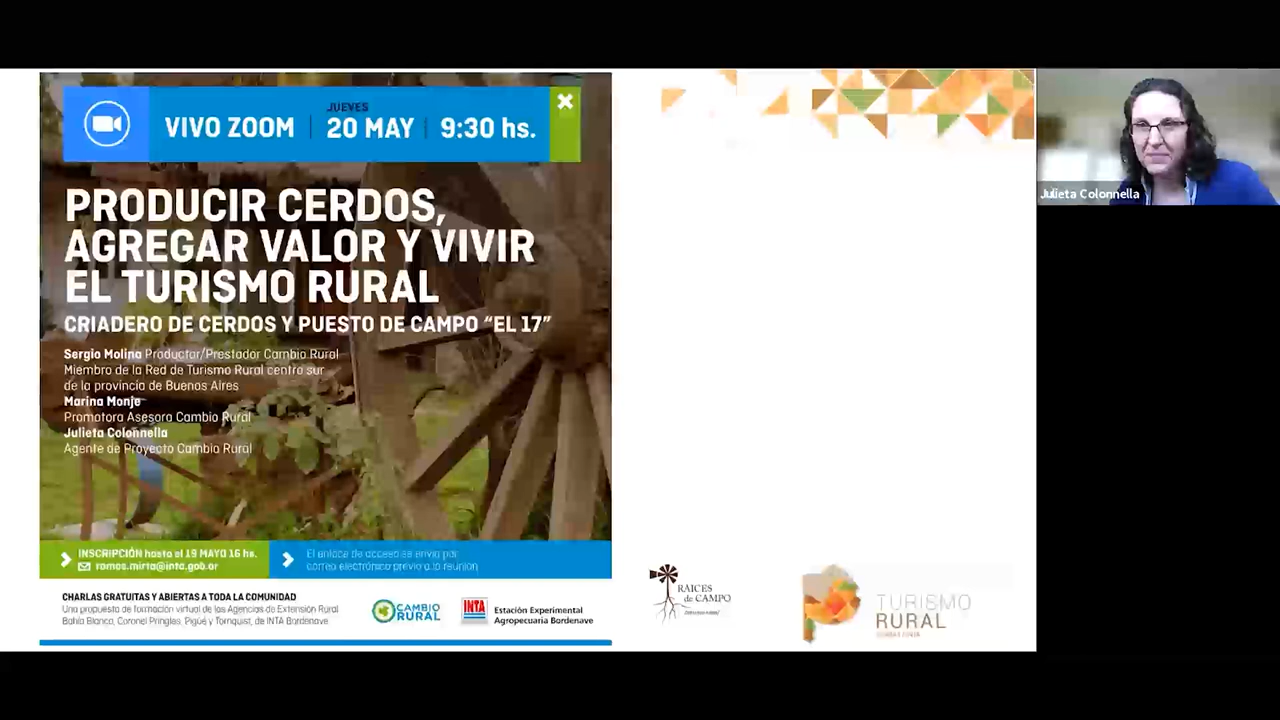 JUEVES
VIVO ZOOM | 20 MAY | 9:30 hs.
PRODUCIR CERDOS,
AGREGAR VALOR Y VIVIR
EL TURISMO RURAL
CRIADERO DE CERDOS Y PUESTO DE CAMPO “EL 17”
Sergio Molina Productor/Prestador Cambio Rural
Miembro de la Red de Turismo Rural centro sur
de la provincia de Buenos Aires
Marina Monje
Promotora Asesora Cambio Rural
Julieta Colonnella
Agente de Proyecto Cambio Rural
INSCRIPCIÓN hasta el 19 MAYO 16 hs.
ramos.mirta@inta.gob.ar
El enlace de acceso se envía por
correo electrónico previo a la reunión
CHARLAS GRATUITAS Y ABIERTAS A TODA LA COMUNIDAD
Una propuesta de formación virtual de las Agencias de Extensión Rural
Bahía Blanca, Coronel Pringles, Pigüé y Tornquist, de INTA Bordenave
CAMBIO
RURAL
INTA
Estación Experimental
Agropecuaria Bordenave
RAICES
de CAMPO
TURISMO
RURAL
Julieta Colonnella